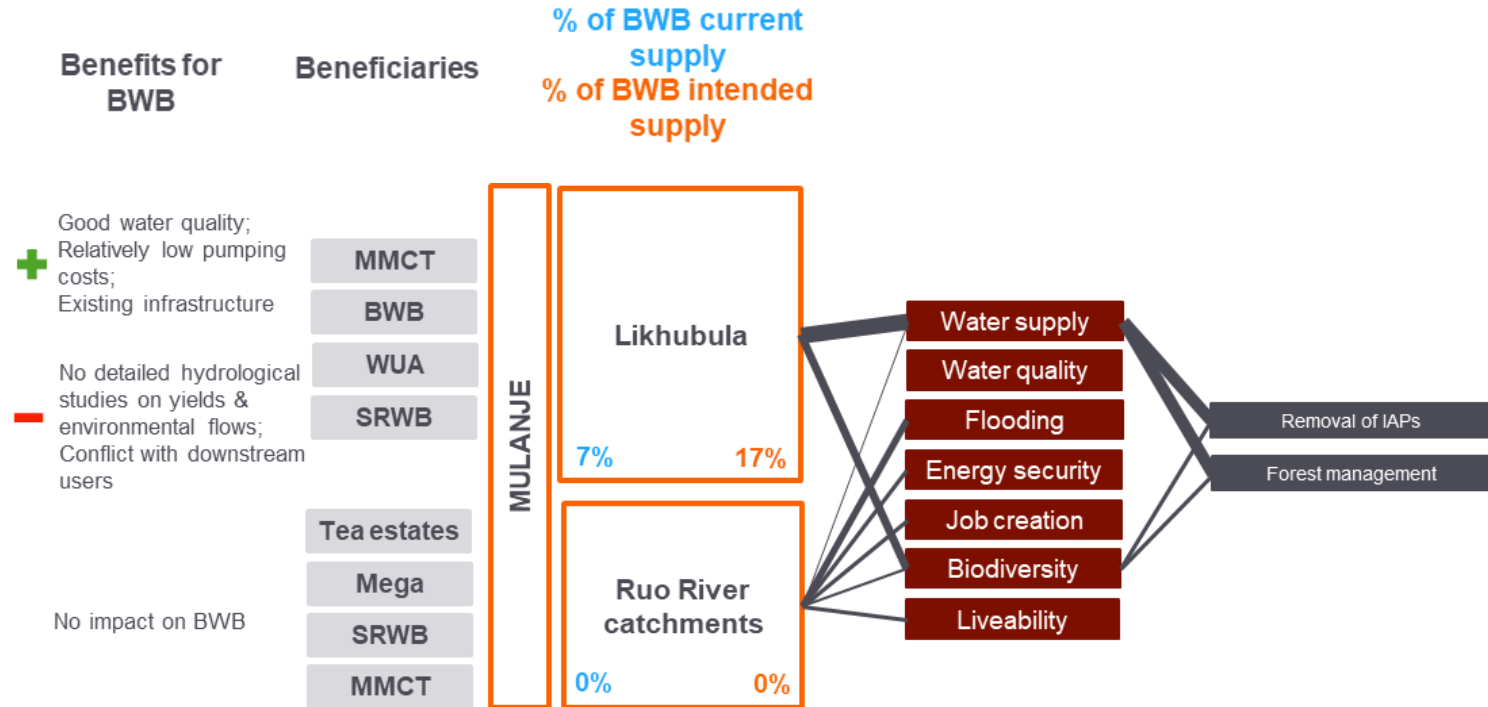 Benefits for
BWB
Beneficiaries
% of BWB current
supply
% of BWB intended
supply
Good water quality;
Relatively low pumping
costs;
Existing infrastructure
No detailed hydrological
studies on yields &
environmental flows;
Conflict with downstream
users
No impact on BWB
MMCT
BWB
WUA
SRWB
Tea estates
Mega
SRWB
MMCT
MULANJE
Likhubula
7% 17%
Ruo River
catchments
0% 0%
Water supply
Water quality
Flooding
Energy security
Job creation
Biodiversity
Liveability
Removal of IAPs
Forest management